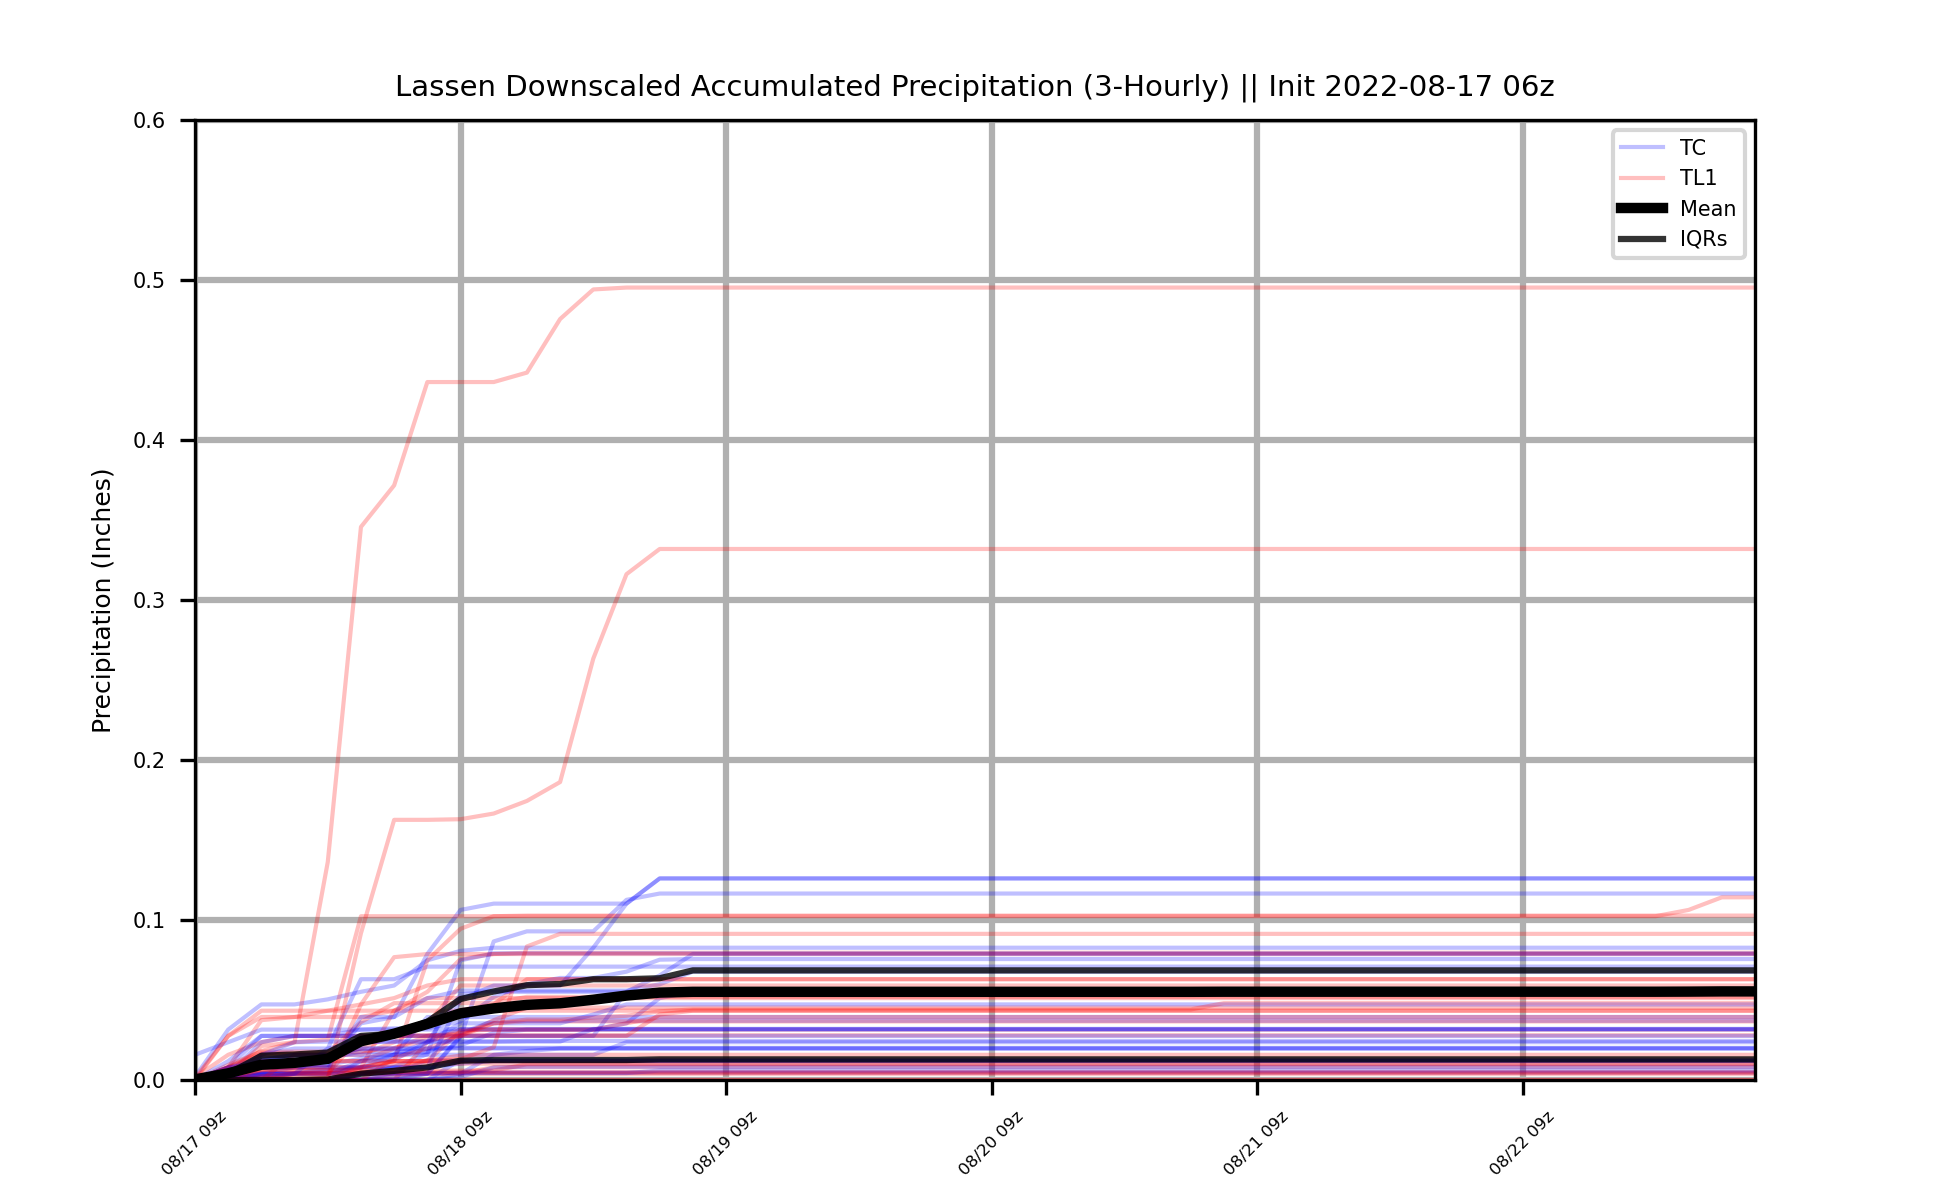 Lassen Downscaled Accumulated Precipitation (3-Hourly) || Init 2022-08-17 06z
Precipitation (Inches)
0.6
0.5
0.4
0.3
0.2
0.1
0.0
TC
TL1
Mean
IQRs
08/17 09z
08/18 09z
08/19 09z
08/20 09z
08/21 09z
08/22 09z